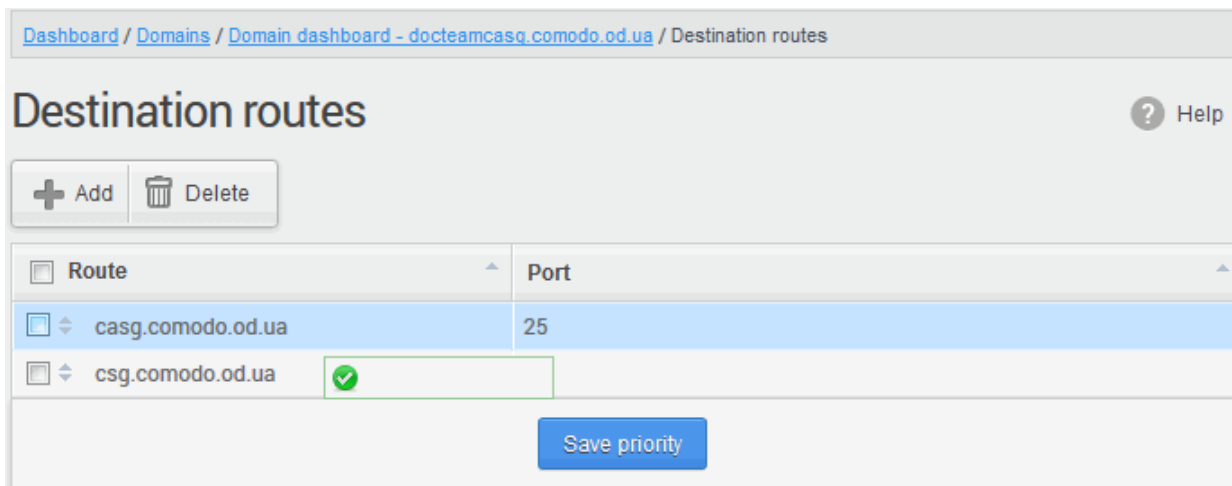 Dashboard / Domains / Domain dashboard - docteamcasg.comodo.od.ua / Destination routes
Destination routes
? Help
Add Delete
Route Port
casg.comodo.od.ua 25
csg.comodo.od.ua
Save priority